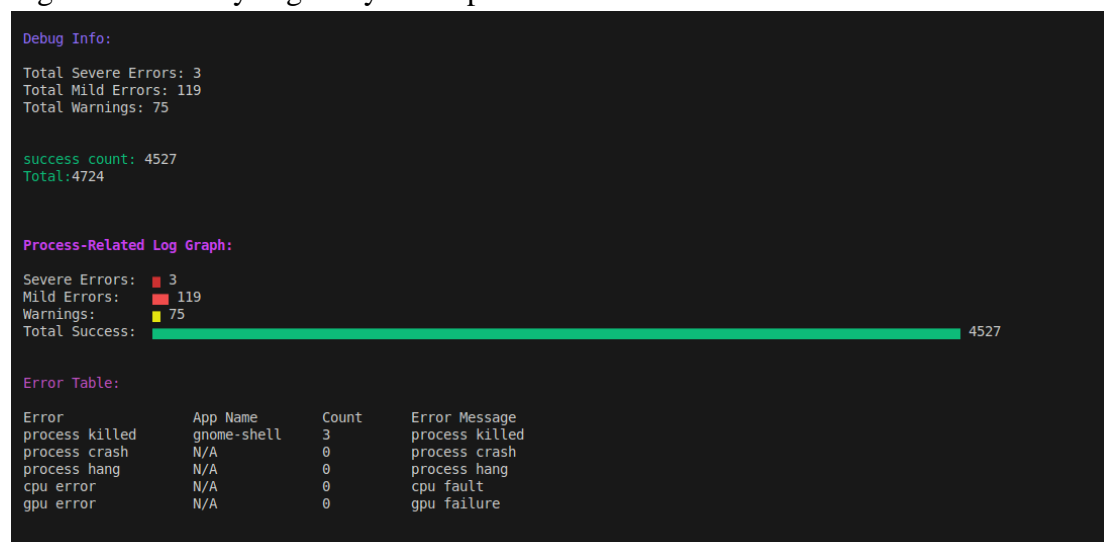 Debug Info:
Total Severe Errors: 3
Total Mild Errors: 119
Total Warnings: 75
success count: 4527
Total:4724
Process-Related Log Graph:
Severe Errors: 3
Mild Errors: 119
Warnings: 75
Total Success: 4527
Error Table:
Error App Name Count Error Message
process killed gnome-shell 3 process killed
process crash N/A 0 process crash
process hang N/A 0 process hang
cpu error N/A 0 cpu fault
gpu error N/A 0 gpu failure